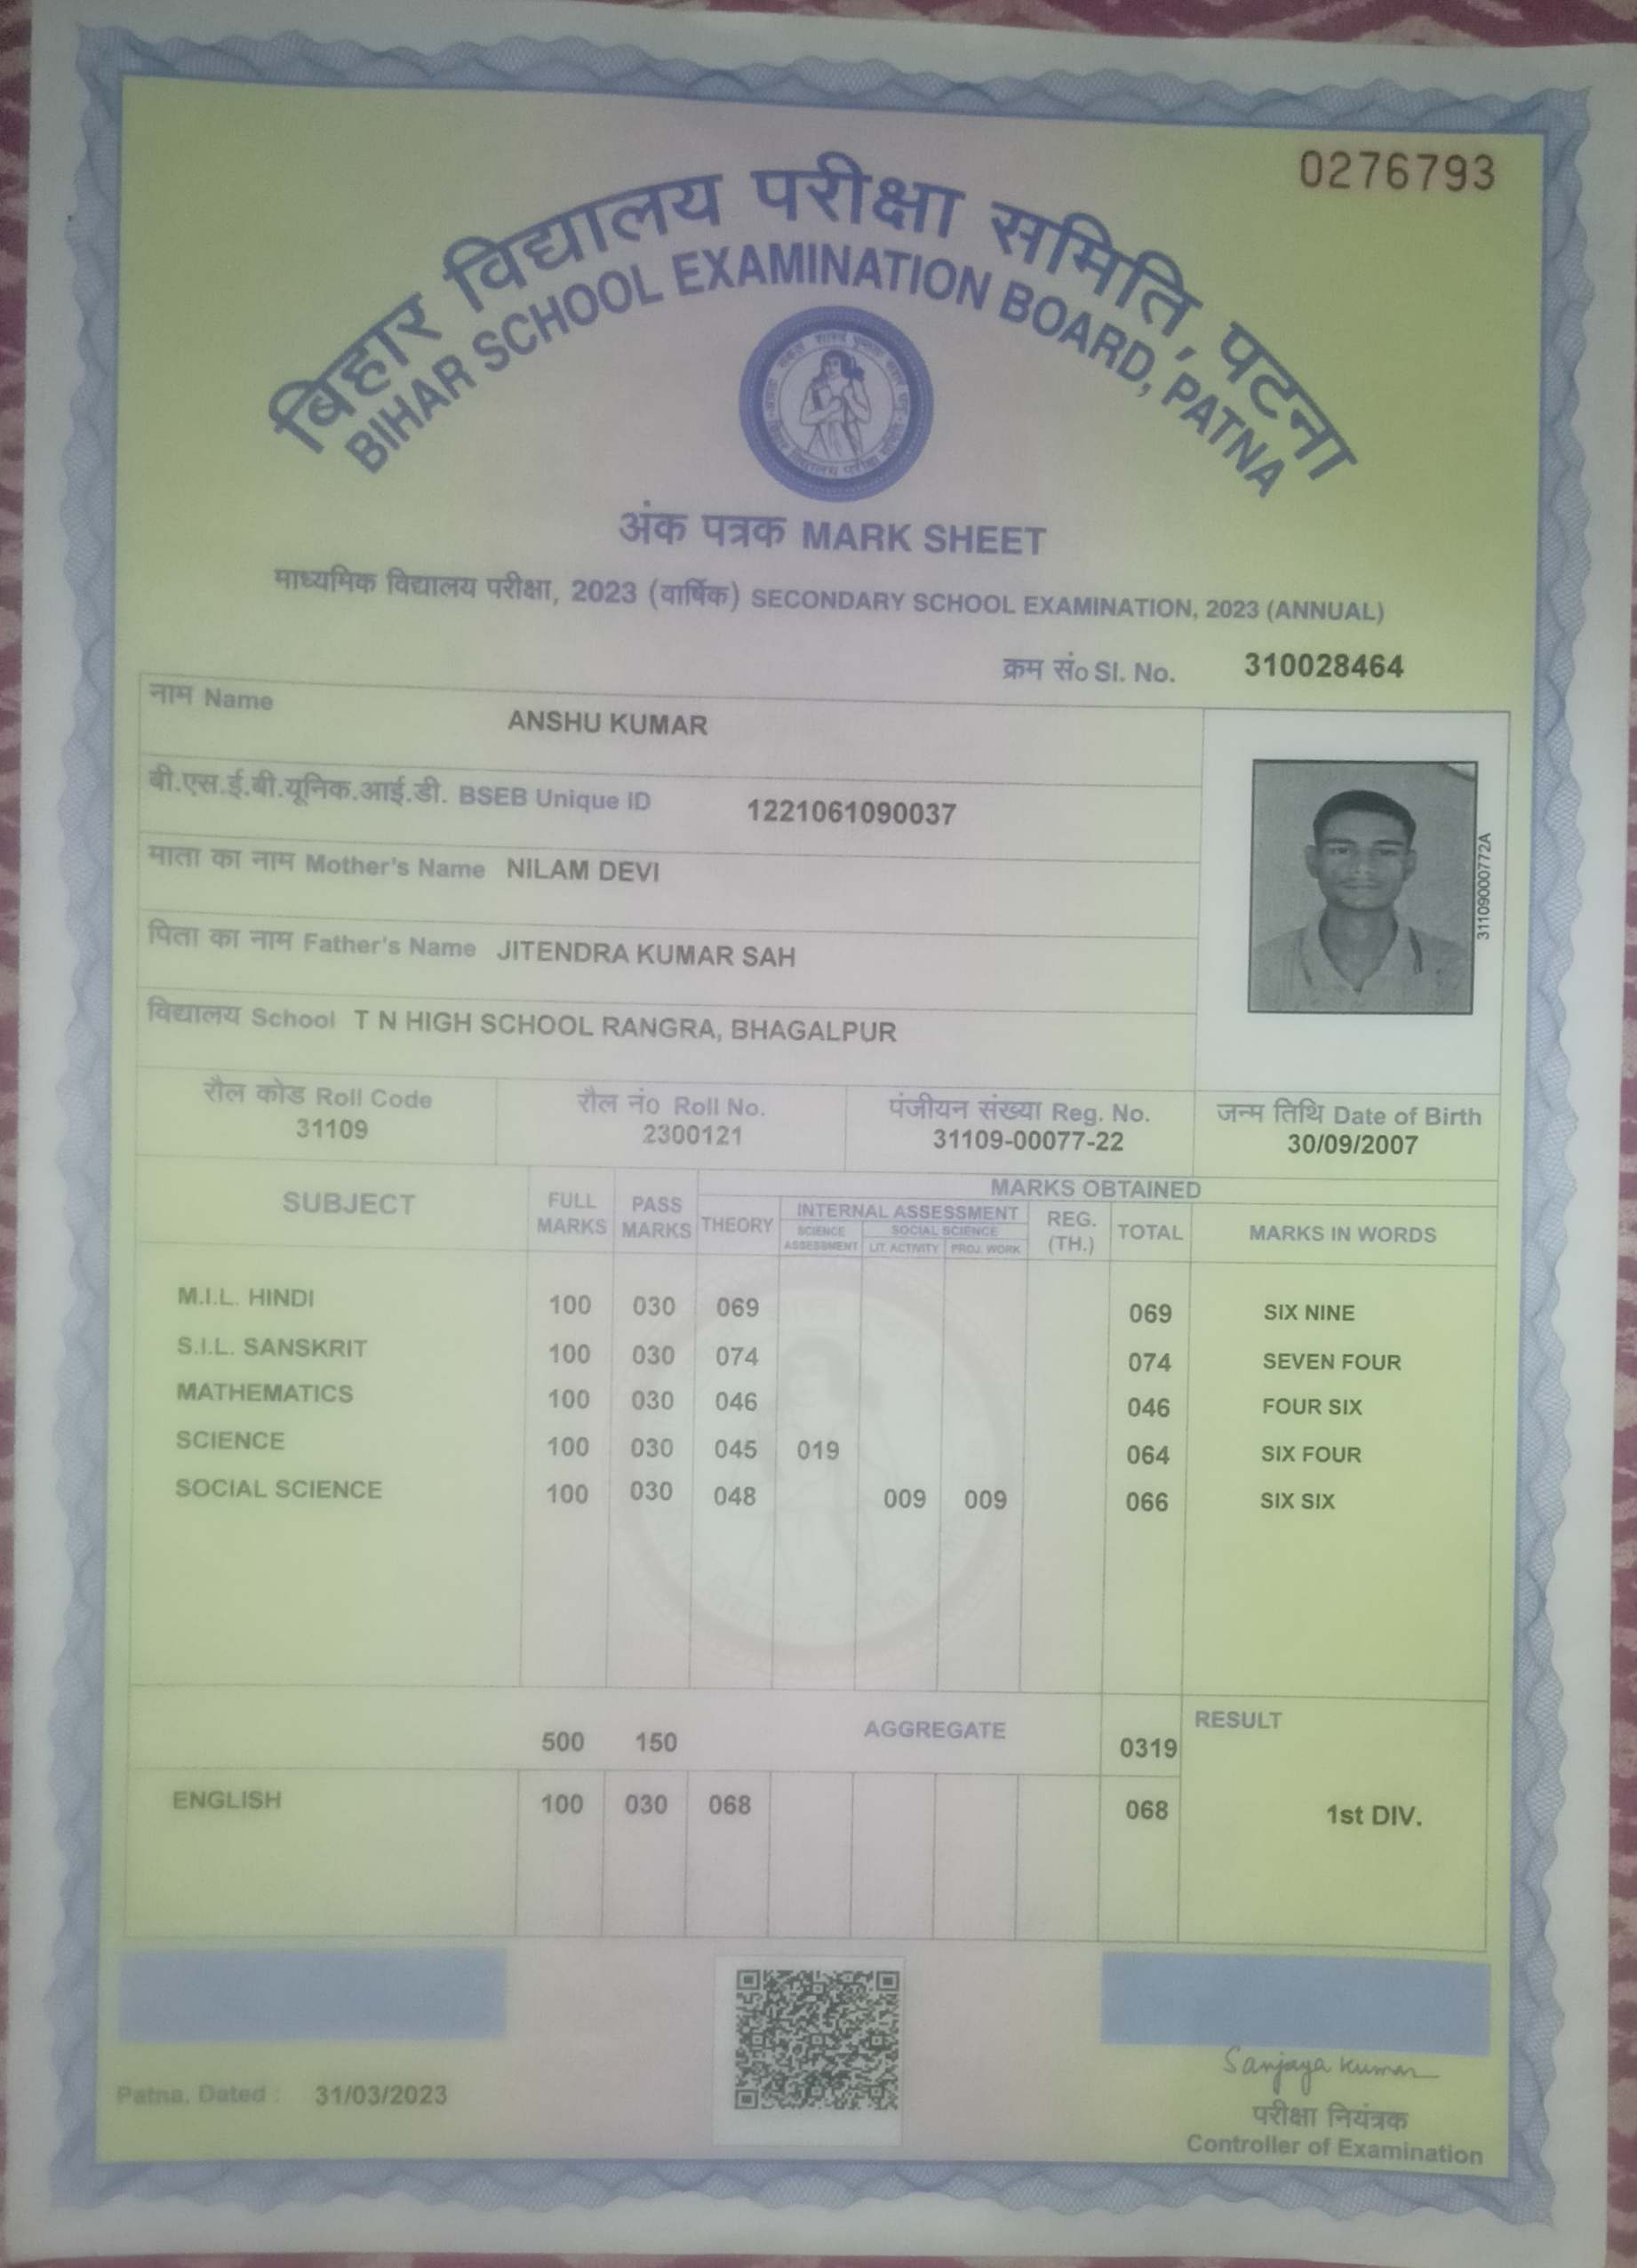 0276793
बिहार विद्यालय परीक्षा समिति, पटना
BIHAR SCHOOL EXAMINATION BOARD, PATNA
अंक पत्रक MARK SHEET
माध्यमिक विद्यालय परीक्षा, 2023 (वार्षिक) SECONDARY SCHOOL EXAMINATION, 2023 (ANNUAL)
क्रम सं० Sl. No. 310028464
नाम Name ANSHU KUMAR
बी.एस.ई.बी.यूनिक.आई.डी. BSEB Unique ID 1221061090037
माता का नाम Mother's Name NILAM DEVI
पिता का नाम Father's Name JITENDRA KUMAR SAH
31109000772A
विद्यालय School T N HIGH SCHOOL RANGRA, BHAGALPUR
रौल कोड Roll Code रौल नं0 Roll No. पंजीयन संख्या Reg. No. जन्म तिथि Date of Birth
31109 2300121 31109-00077-22 30/09/2007
MARKS OBTAINED
SUBJECT FULL MARKS PASS MARKS THEORY INTERNAL ASSESSMENT REG. (TH.) TOTAL MARKS IN WORDS
SCIENCE ASSESSMENT SOCIAL SCIENCE
LIT. ACTIVITY PROJ. WORK
M.I.L. HINDI 100 030 069 069 SIX NINE
S.I.L. SANSKRIT 100 030 074 074 SEVEN FOUR
MATHEMATICS 100 030 046 046 FOUR SIX
SCIENCE 100 030 045 019 064 SIX FOUR
SOCIAL SCIENCE 100 030 048 009 009 066 SIX SIX
500 150 AGGREGATE 0319 RESULT
ENGLISH 100 030 068 068 1st DIV.
Patna, Dated : 31/03/2023
Sanjaya Kumar
परीक्षा नियंत्रक
Controller of Examination